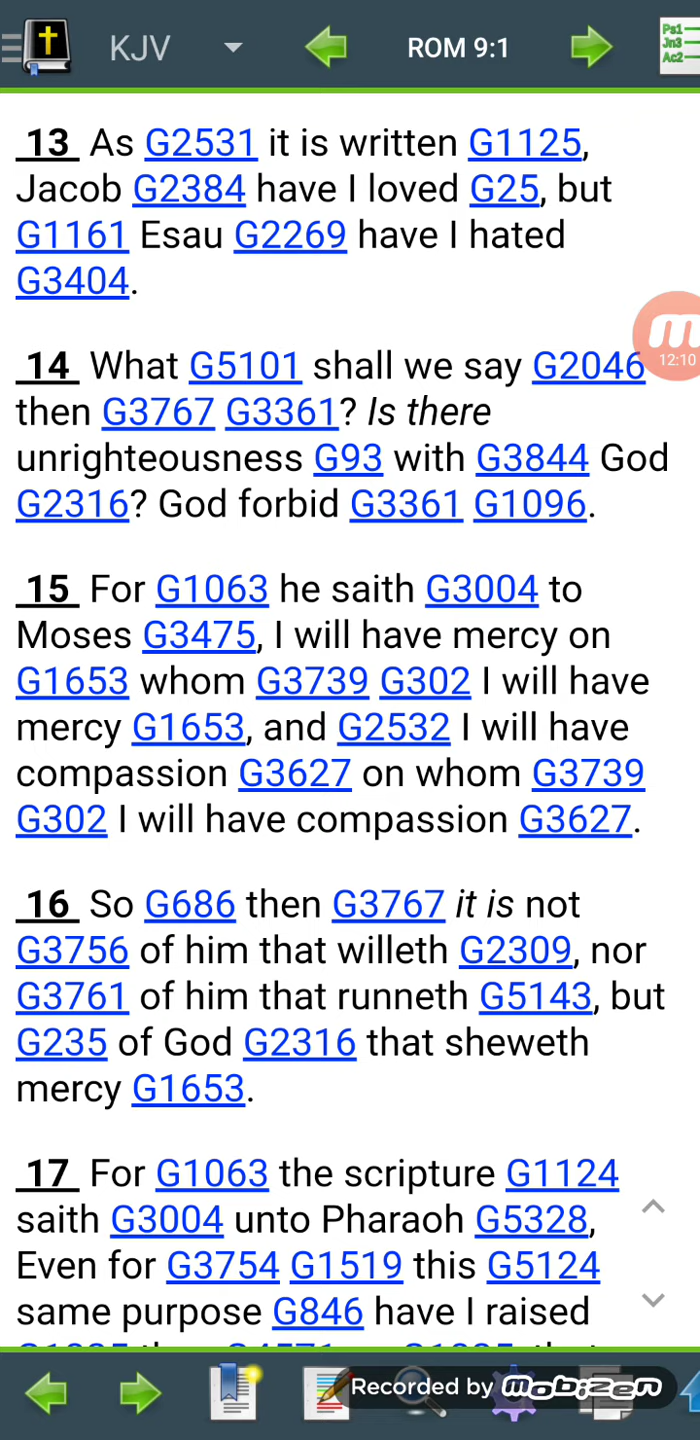 KJV
ROM 9:1
Ps1
Jn3
Ac2
13 As G2531 it is written G1125,
Jacob G2384 have I loved G25, but
G1161 Esau G2269 have I hated
G3404.
12:10
14 What G5101 shall we say G2046
then G3767 G3361? Is there
unrighteousness G93 with G3844 God
G2316? God forbid G3361 G1096.
15 For G1063 he saith G3004 to
Moses G3475, I will have mercy on
G1653 whom G3739 G302 I will have
mercy G1653, and G2532 I will have
compassion G3627 on whom G3739
G302 I will have compassion G3627.
16 So G686 then G3767 it is not
G3756 of him that willeth G2309, nor
G3761 of him that runneth G5143, but
G235 of God G2316 that sheweth
mercy G1653.
17 For G1063 the scripture G1124
saith G3004 unto Pharaoh G5328,
Even for G3754 G1519 this G5124
same purpose G846 have I raised
Recorded by mobizen